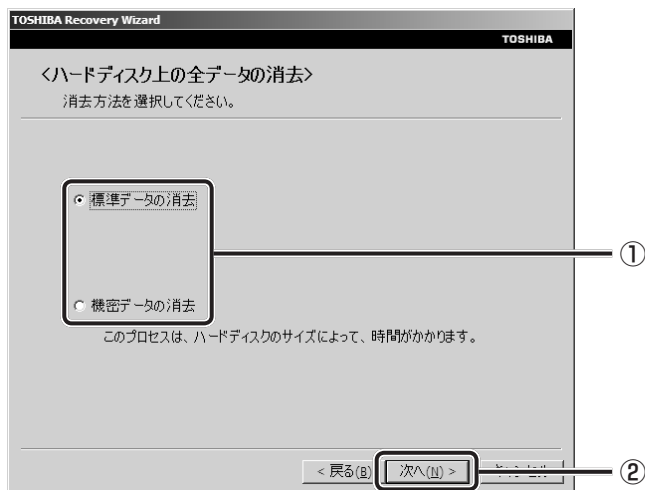 TOSHIBA Recovery Wizard
TOSHIBA
<ハードディスク上の全データの消去>
消去方法を選択してください。
標準データの消去
①
機密データの消去
このプロセスは、ハードディスクのサイズによって、時間がかかります。
< 戻る(B) 次へ(N) >
②